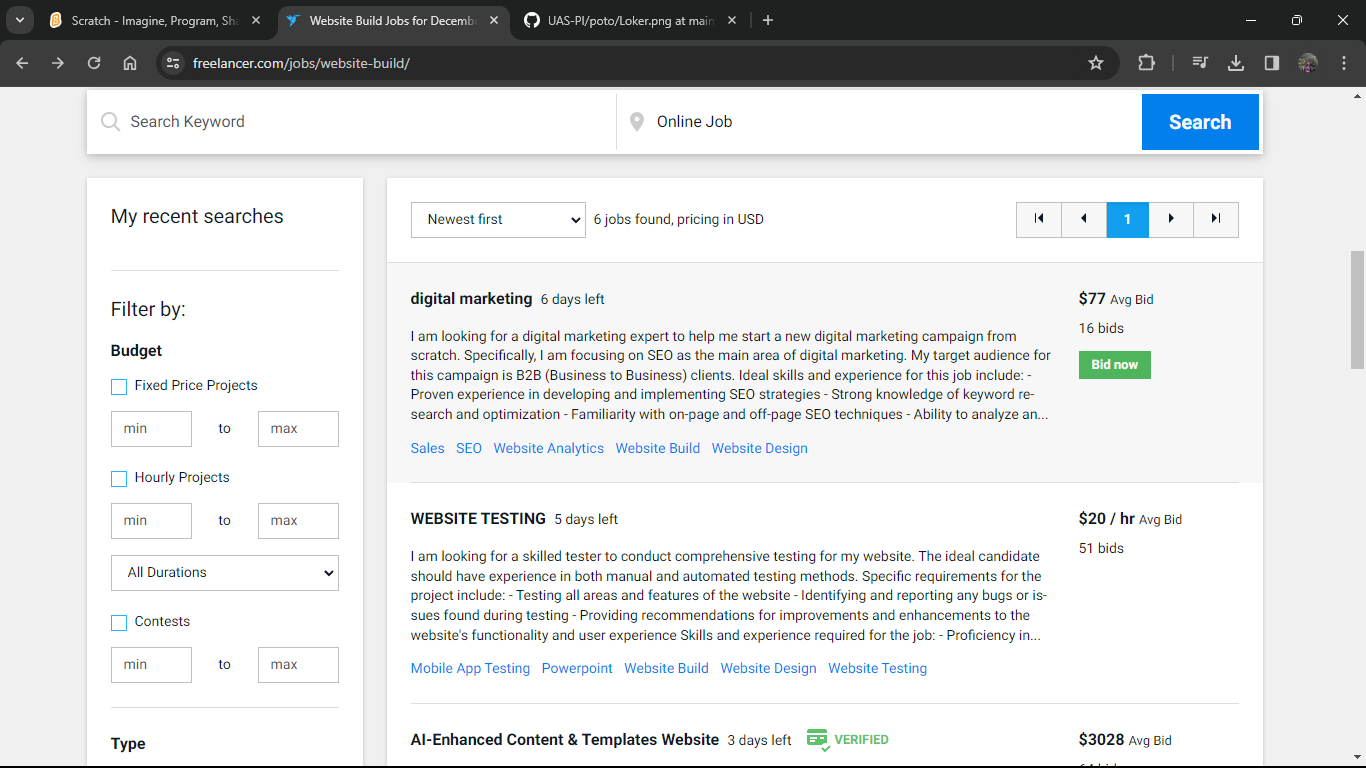 Scratch - Imagine, Program, Sha
Website Build Jobs for Decembe
UAS-PI/poto/Loker.png at main
freelancer.com/jobs/website-build/
Search Keyword
Online Job
Search
My recent searches
Filter by:
Budget
Fixed Price Projects
min to max
Hourly Projects
min to max
All Durations
Contests
min to max
Type
Newest first
6 jobs found, pricing in USD
1
digital marketing 6 days left
$77 Avg Bid
16 bids
Bid now
I am looking for a digital marketing expert to help me start a new digital marketing campaign from
scratch. Specifically, I am focusing on SEO as the main area of digital marketing. My target audience for
this campaign is B2B (Business to Business) clients. Ideal skills and experience for this job include: -
Proven experience in developing and implementing SEO strategies - Strong knowledge of keyword re-
search and optimization - Familiarity with on-page and off-page SEO techniques - Ability to analyze an...
Sales SEO Website Analytics Website Build Website Design
WEBSITE TESTING 5 days left
$20 / hr Avg Bid
51 bids
I am looking for a skilled tester to conduct comprehensive testing for my website. The ideal candidate
should have experience in both manual and automated testing methods. Specific requirements for the
project include: - Testing all areas and features of the website - Identifying and reporting any bugs or is-
sues found during testing - Providing recommendations for improvements and enhancements to the
website's functionality and user experience Skills and experience required for the job: - Proficiency in...
Mobile App Testing Powerpoint Website Build Website Design Website Testing
AI-Enhanced Content & Templates Website 3 days left VERIFIED
$3028 Avg Bid